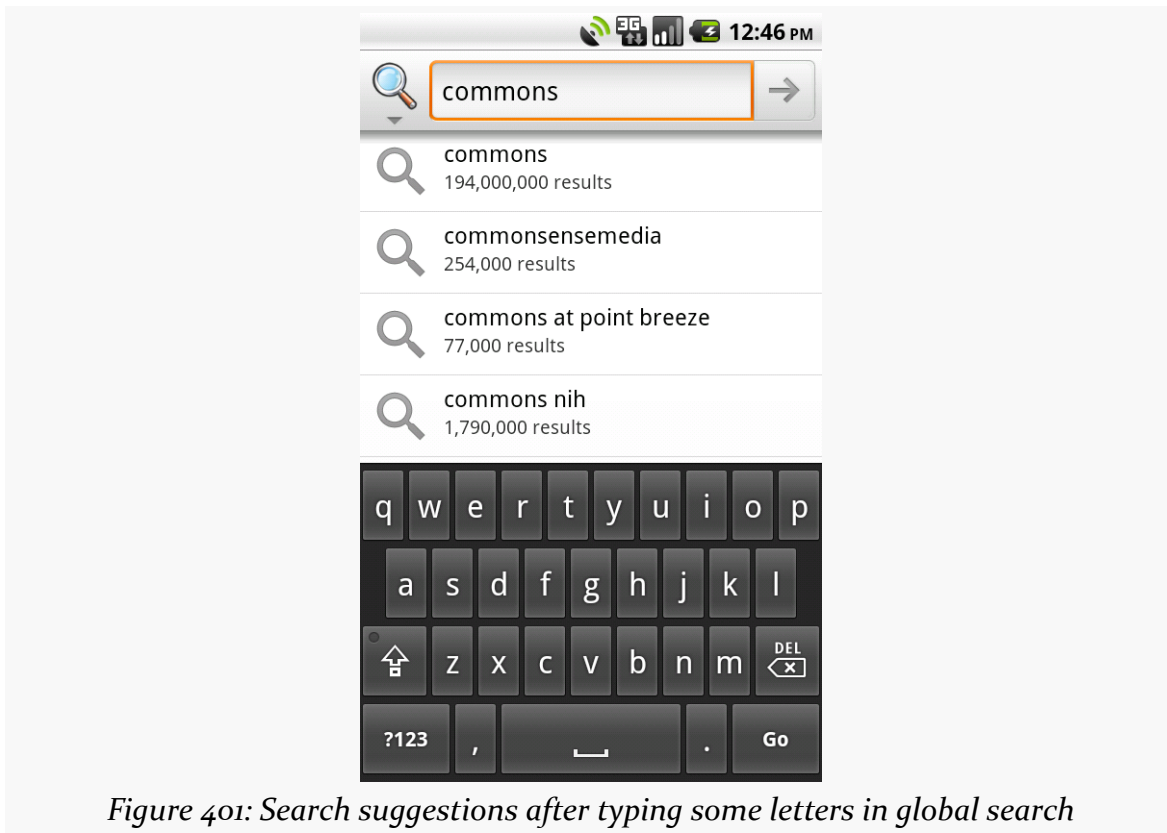 3G 12:46 PM
commons
commons
194,000,000 results
commonsensemedia
254,000 results
commons at point breeze
77,000 results
commons nih
1,790,000 results
q w e r t y u i o p
a s d f g h j k l
z x c v b n m DEL
?123 , . Go
Figure 401: Search suggestions after typing some letters in global search